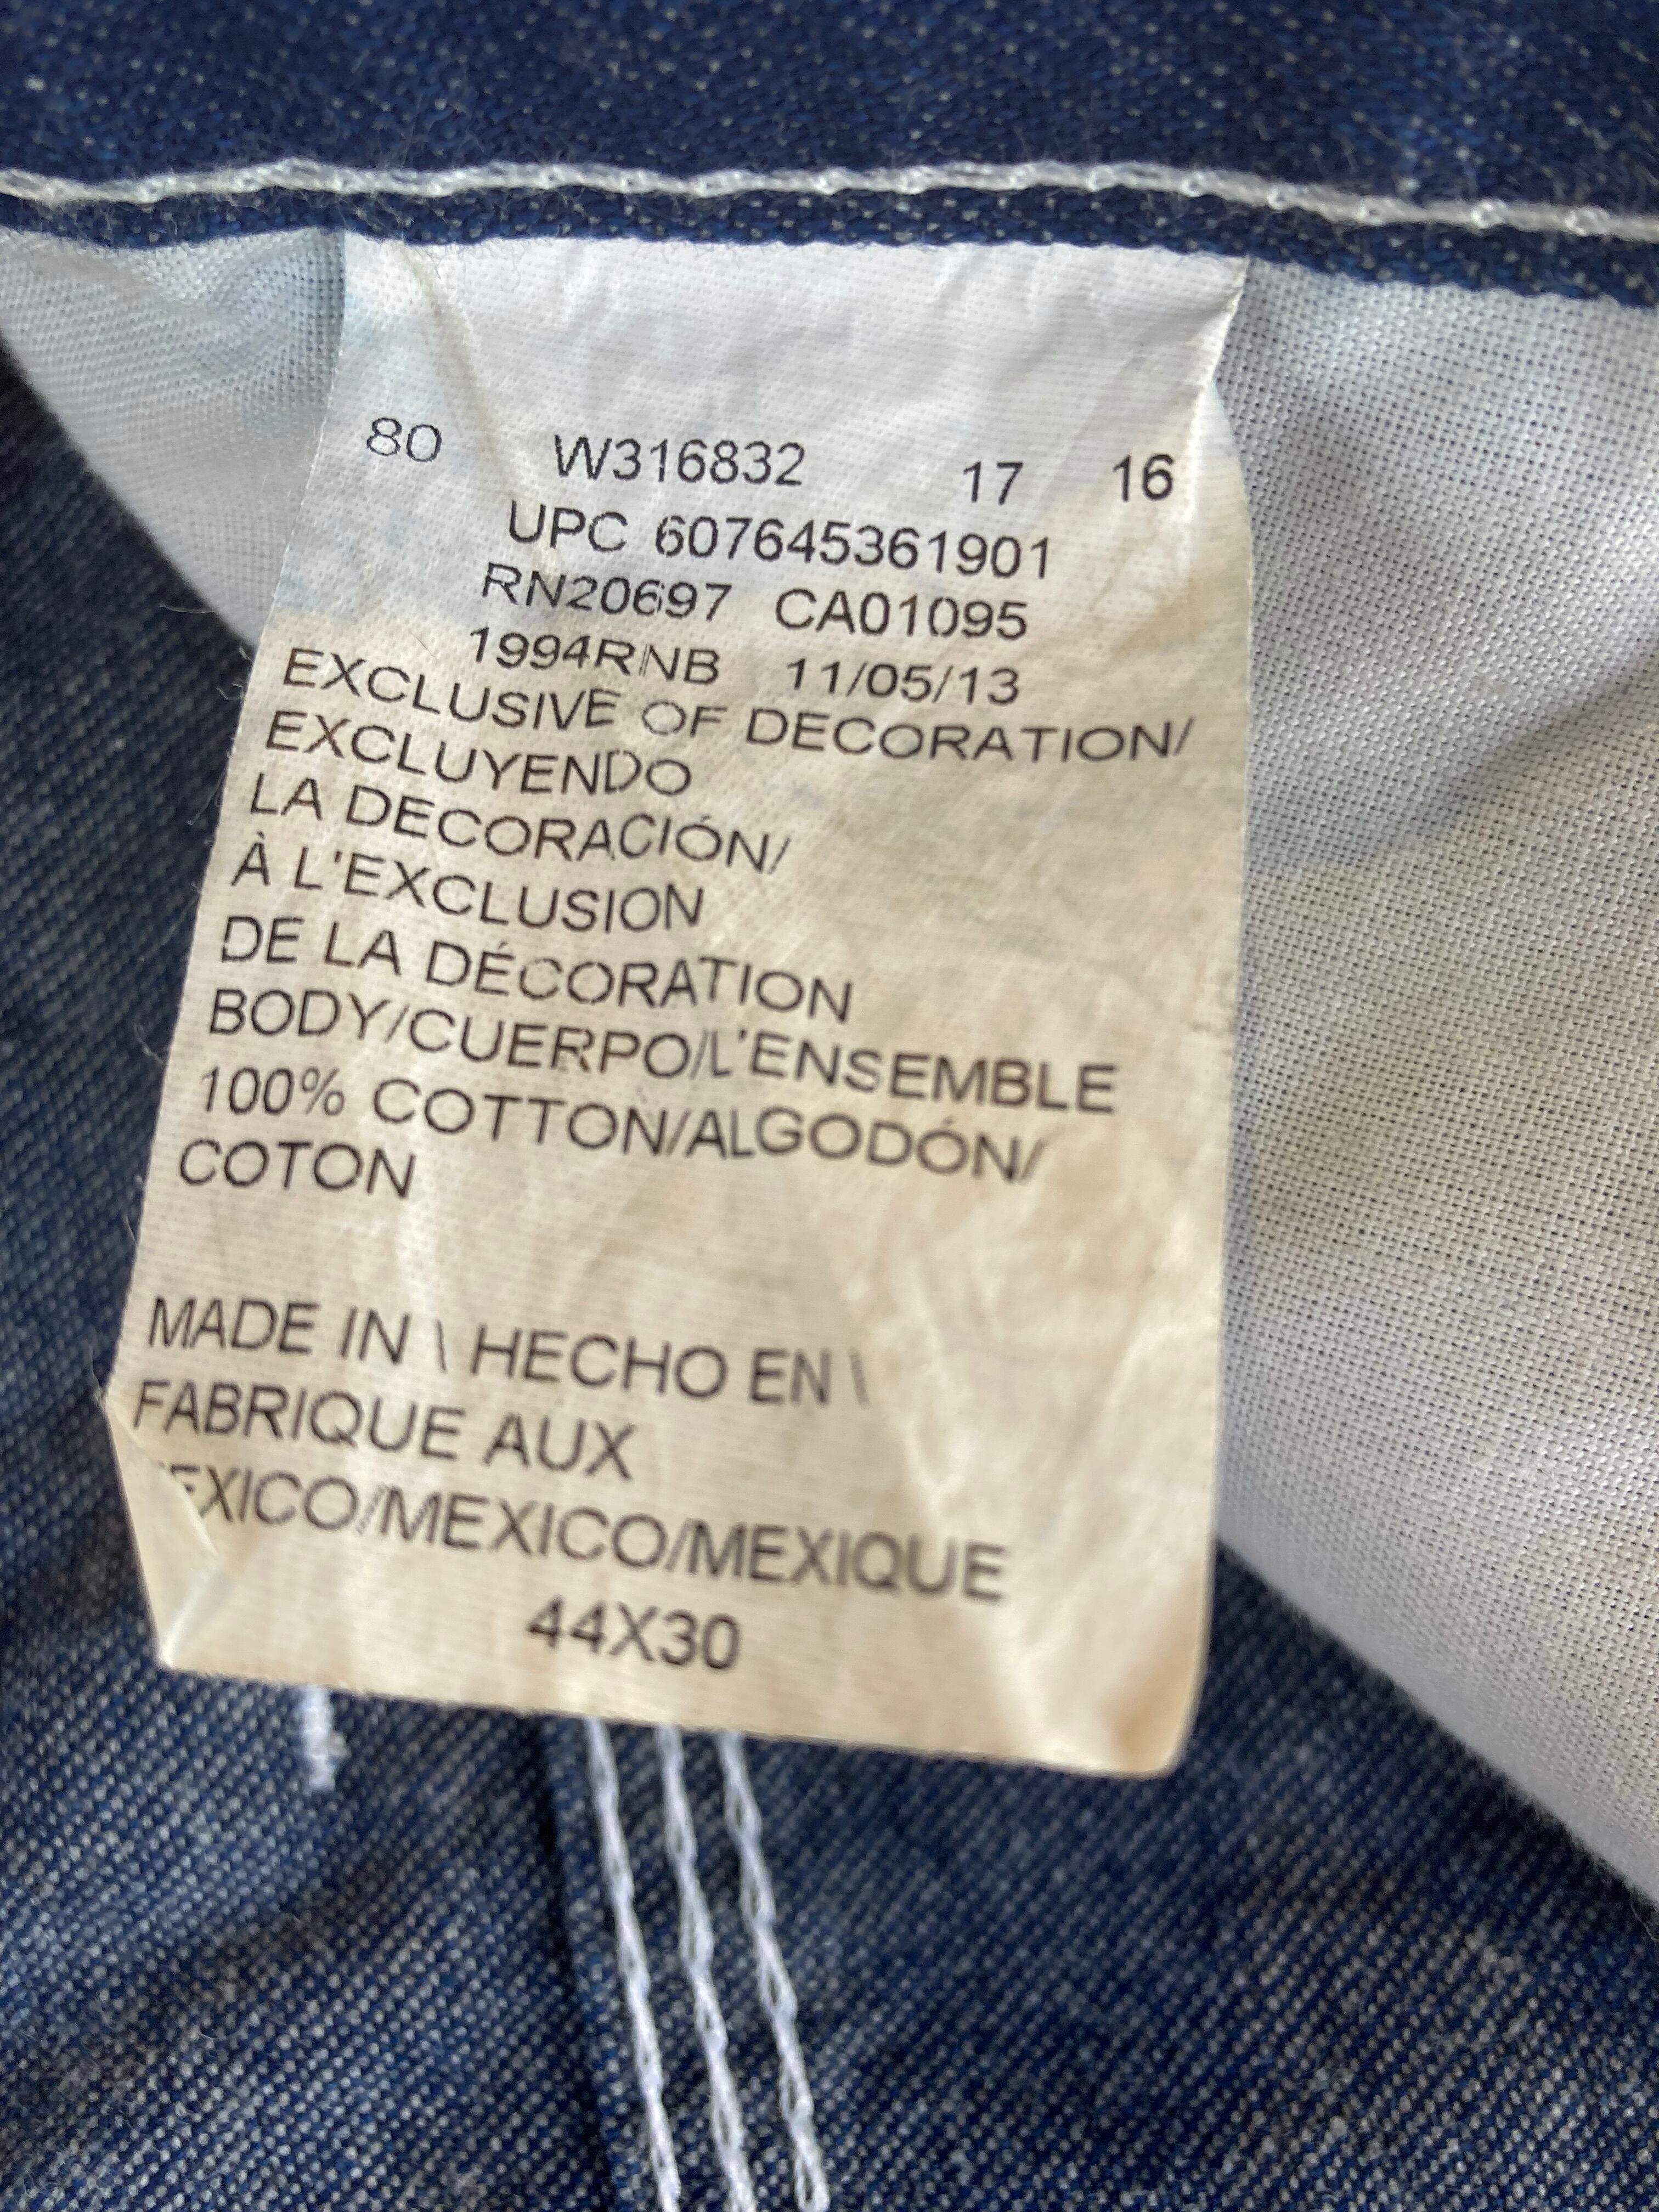 80 W316832 17 16
UPC 607645361901
RN20697 CA01095
1994RNB 11/05/13
EXCLUSIVE OF DECORATION/
EXCLUYENDO
LA DECORACIÓN/
À L'EXCLUSION
DE LA DÉCORATION
BODY/CUERPO/L'ENSEMBLE
100% COTTON/ALGODÓN/
COTON
MADE IN \ HECHO EN \
FABRIQUE AUX
EXICO/MEXICO/MEXIQUE
44X30